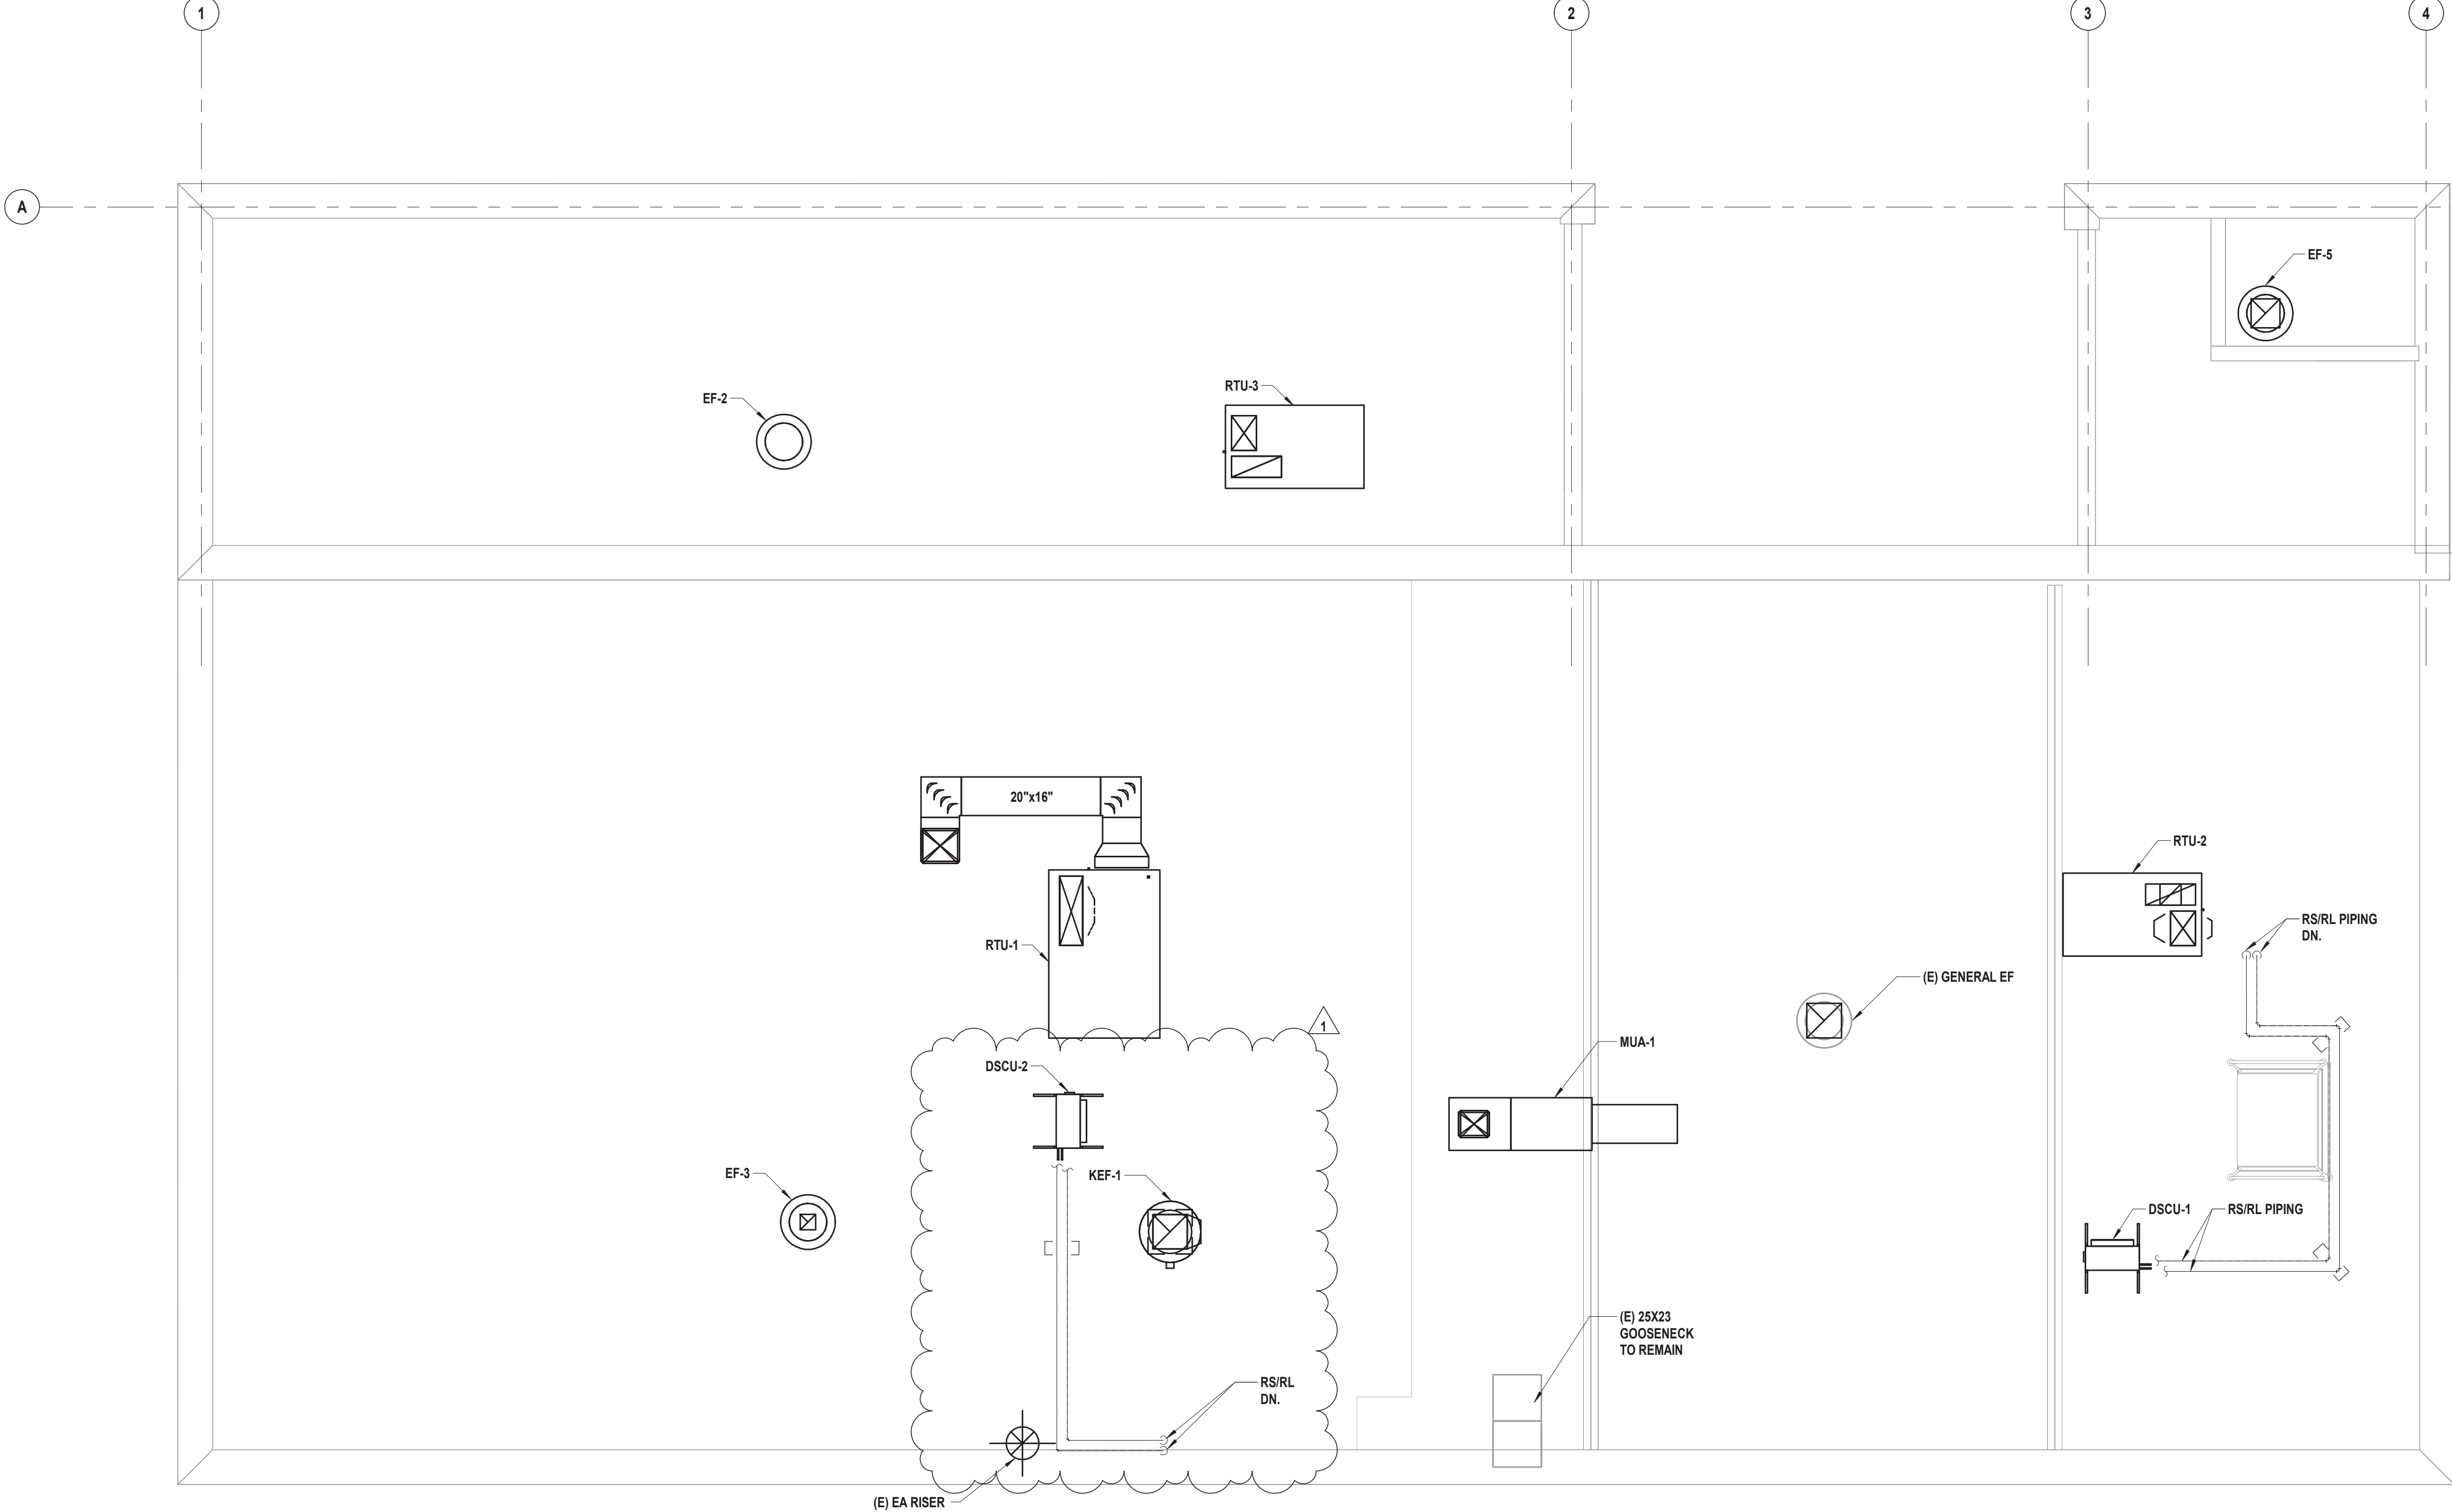 1
2
3
4
A
EF-5
RTU-3
EF-2
20"x16"
RTU-2
RS/RL PIPING
DN.
RTU-1
(E) GENERAL EF
1
MUA-1
DSCU-2
EF-3
KEF-1
DSCU-1
RS/RL PIPING
(E) 25X23
GOOSENECK
TO REMAIN
RS/RL
DN.
(E) EA RISER